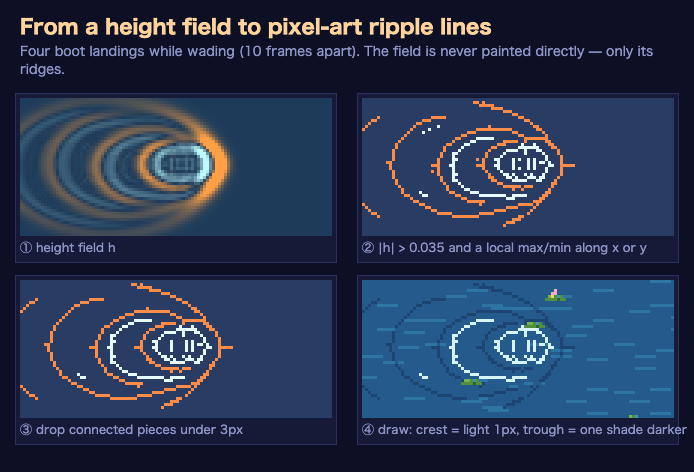 From a height field to pixel-art ripple lines
Four boot landings while wading (10 frames apart). The field is never painted directly — only its
ridges.
① height field h
② |h| > 0.035 and a local max/min along x or y
③ drop connected pieces under 3px
④ draw: crest = light 1px, trough = one shade darker